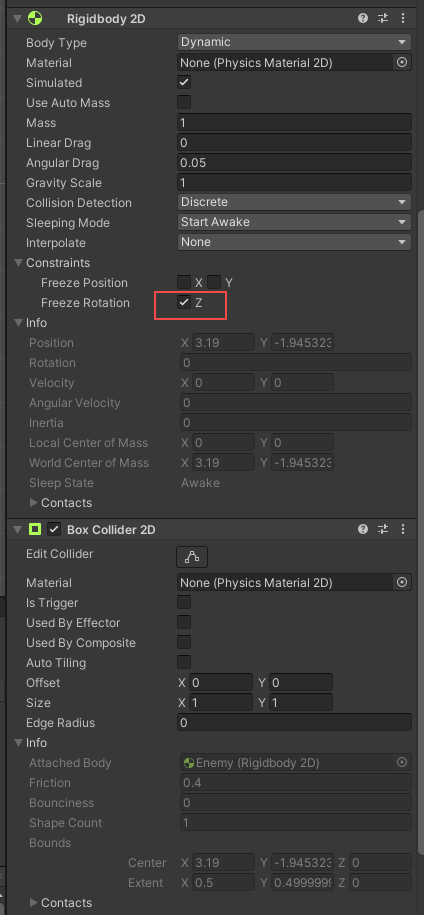 Rigidbody 2D
Body Type Dynamic
Material None (Physics Material 2D)
Simulated
Use Auto Mass
Mass 1
Linear Drag 0
Angular Drag 0.05
Gravity Scale 1
Collision Detection Discrete
Sleeping Mode Start Awake
Interpolate None
Constraints
Freeze Position X Y
Freeze Rotation Z
Info
Position X 3.19 Y -1.945323
Rotation 0
Velocity X 0 Y 0
Angular Velocity 0
Inertia 0
Local Center of Mass X 0 Y 0
World Center of Mass X 3.19 Y -1.945323
Sleep State Awake
Contacts
Box Collider 2D
Edit Collider
Material None (Physics Material 2D)
Is Trigger
Used By Effector
Used By Composite
Auto Tiling
Offset X 0 Y 0
Size X 1 Y 1
Edge Radius 0
Info
Attached Body Enemy (Rigidbody 2D)
Friction 0.4
Bounciness 0
Shape Count 1
Bounds
Center X 3.19 Y -1.945323 Z 0
Extent X 0.5 Y 0.4999999 Z 0
Contacts